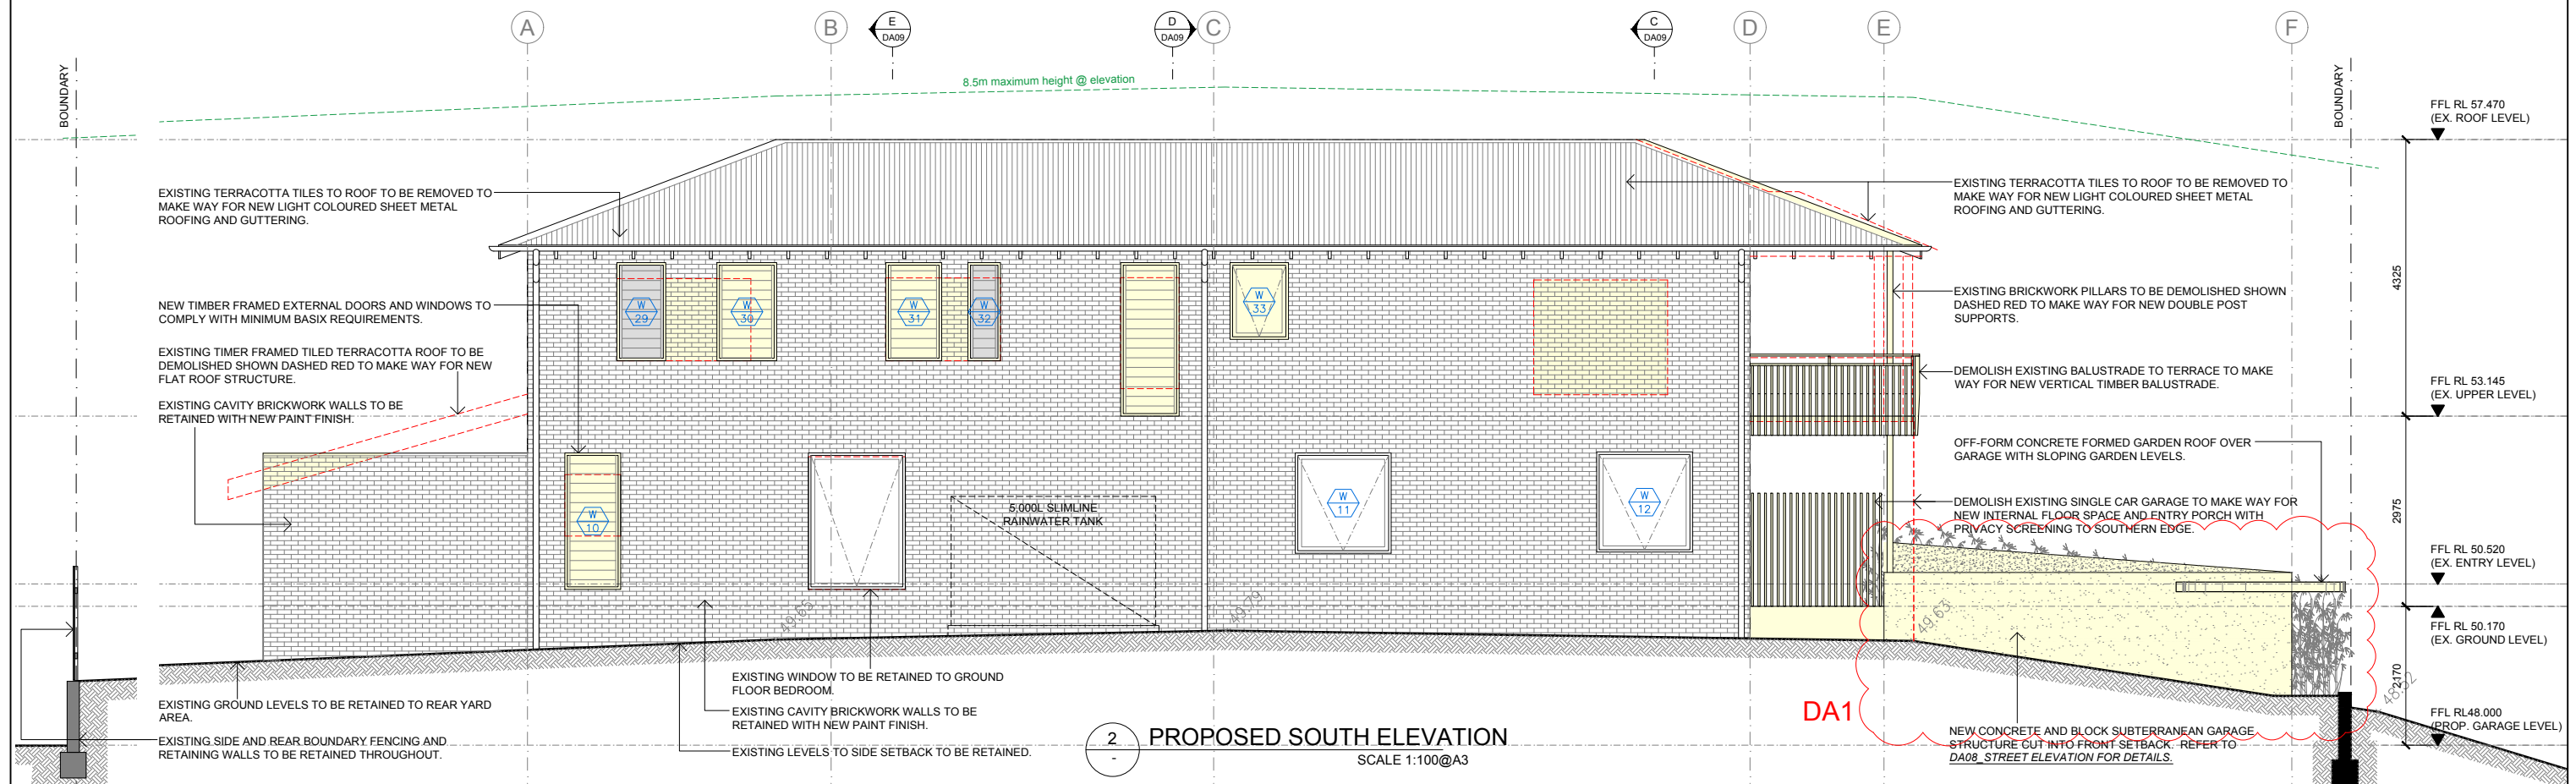 A
B
E
DA09
D
DA09
C
C
DA09
D
E
F
BOUNDARY
8.5m maximum height @ elevation
BOUNDARY
FFL RL 57.470
(EX. ROOF LEVEL)
EXISTING TERRACOTTA TILES TO ROOF TO BE REMOVED TO
MAKE WAY FOR NEW LIGHT COLOURED SHEET METAL
ROOFING AND GUTTERING.
EXISTING TERRACOTTA TILES TO ROOF TO BE REMOVED TO
MAKE WAY FOR NEW LIGHT COLOURED SHEET METAL
ROOFING AND GUTTERING.
4325
NEW TIMBER FRAMED EXTERNAL DOORS AND WINDOWS TO
COMPLY WITH MINIMUM BASIX REQUIREMENTS.
W
29
W
30
W
31
W
32
W
33
EXISTING BRICKWORK PILLARS TO BE DEMOLISHED SHOWN
DASHED RED TO MAKE WAY FOR NEW DOUBLE POST
SUPPORTS.
EXISTING TIMER FRAMED TILED TERRACOTTA ROOF TO BE
DEMOLISHED SHOWN DASHED RED TO MAKE WAY FOR NEW
FLAT ROOF STRUCTURE.
DEMOLISH EXISTING BALUSTRADE TO TERRACE TO MAKE
WAY FOR NEW VERTICAL TIMBER BALUSTRADE.
FFL RL 53.145
(EX. UPPER LEVEL)
EXISTING CAVITY BRICKWORK WALLS TO BE
RETAINED WITH NEW PAINT FINISH.
OFF-FORM CONCRETE FORMED GARDEN ROOF OVER
GARAGE WITH SLOPING GARDEN LEVELS.
W
10
5,000L SLIMLINE
RAINWATER TANK
W
11
W
12
DEMOLISH EXISTING SINGLE CAR GARAGE TO MAKE WAY FOR
NEW INTERNAL FLOOR SPACE AND ENTRY PORCH WITH
PRIVACY SCREENING TO SOUTHERN EDGE.
2975
FFL RL 50.520
(EX. ENTRY LEVEL)
49.65
49.79
49.63
FFL RL 50.170
(EX. GROUND LEVEL)
2170
48.52
EXISTING WINDOW TO BE RETAINED TO GROUND
FLOOR BEDROOM.
EXISTING GROUND LEVELS TO BE RETAINED TO REAR YARD
AREA.
EXISTING CAVITY BRICKWORK WALLS TO BE
RETAINED WITH NEW PAINT FINISH.
EXISTING SIDE AND REAR BOUNDARY FENCING AND
RETAINING WALLS TO BE RETAINED THROUGHOUT.
EXISTING LEVELS TO SIDE SETBACK TO BE RETAINED.
2
-
PROPOSED SOUTH ELEVATION
SCALE 1:100@A3
DA1
NEW CONCRETE AND BLOCK SUBTERRANEAN GARAGE
STRUCTURE CUT INTO FRONT SETBACK. REFER TO
DA08_STREET ELEVATION FOR DETAILS.
FFL RL48.000
(PROP. GARAGE LEVEL)